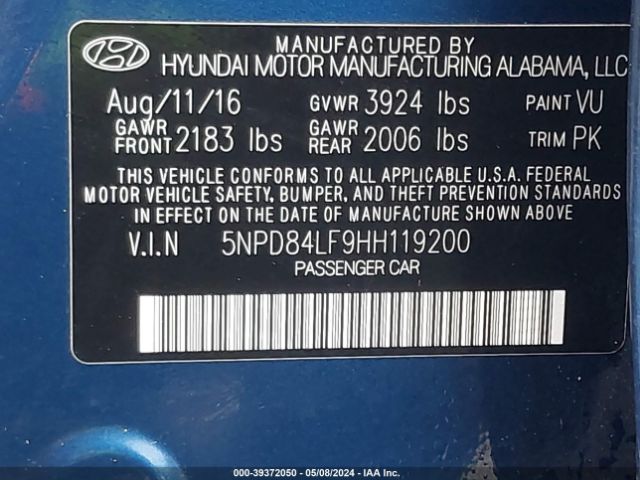 MANUFACTURED BY
HYUNDAI MOTOR MANUFACTURING ALABAMA, LLC
Aug/11/16 GVWR 3924 lbs PAINT VU
GAWR FRONT 2183 lbs GAWR REAR 2006 lbs TRIM PK
THIS VEHICLE CONFORMS TO ALL APPLICABLE U.S.A. FEDERAL
MOTOR VEHICLE SAFETY, BUMPER, AND THEFT PREVENTION STANDARDS
IN EFFECT ON THE DATE OF MANUFACTURE SHOWN ABOVE
V.I.N 5NPD84LF9HH119200
PASSENGER CAR
000-39372050 - 05/08/2024 - IAA Inc.